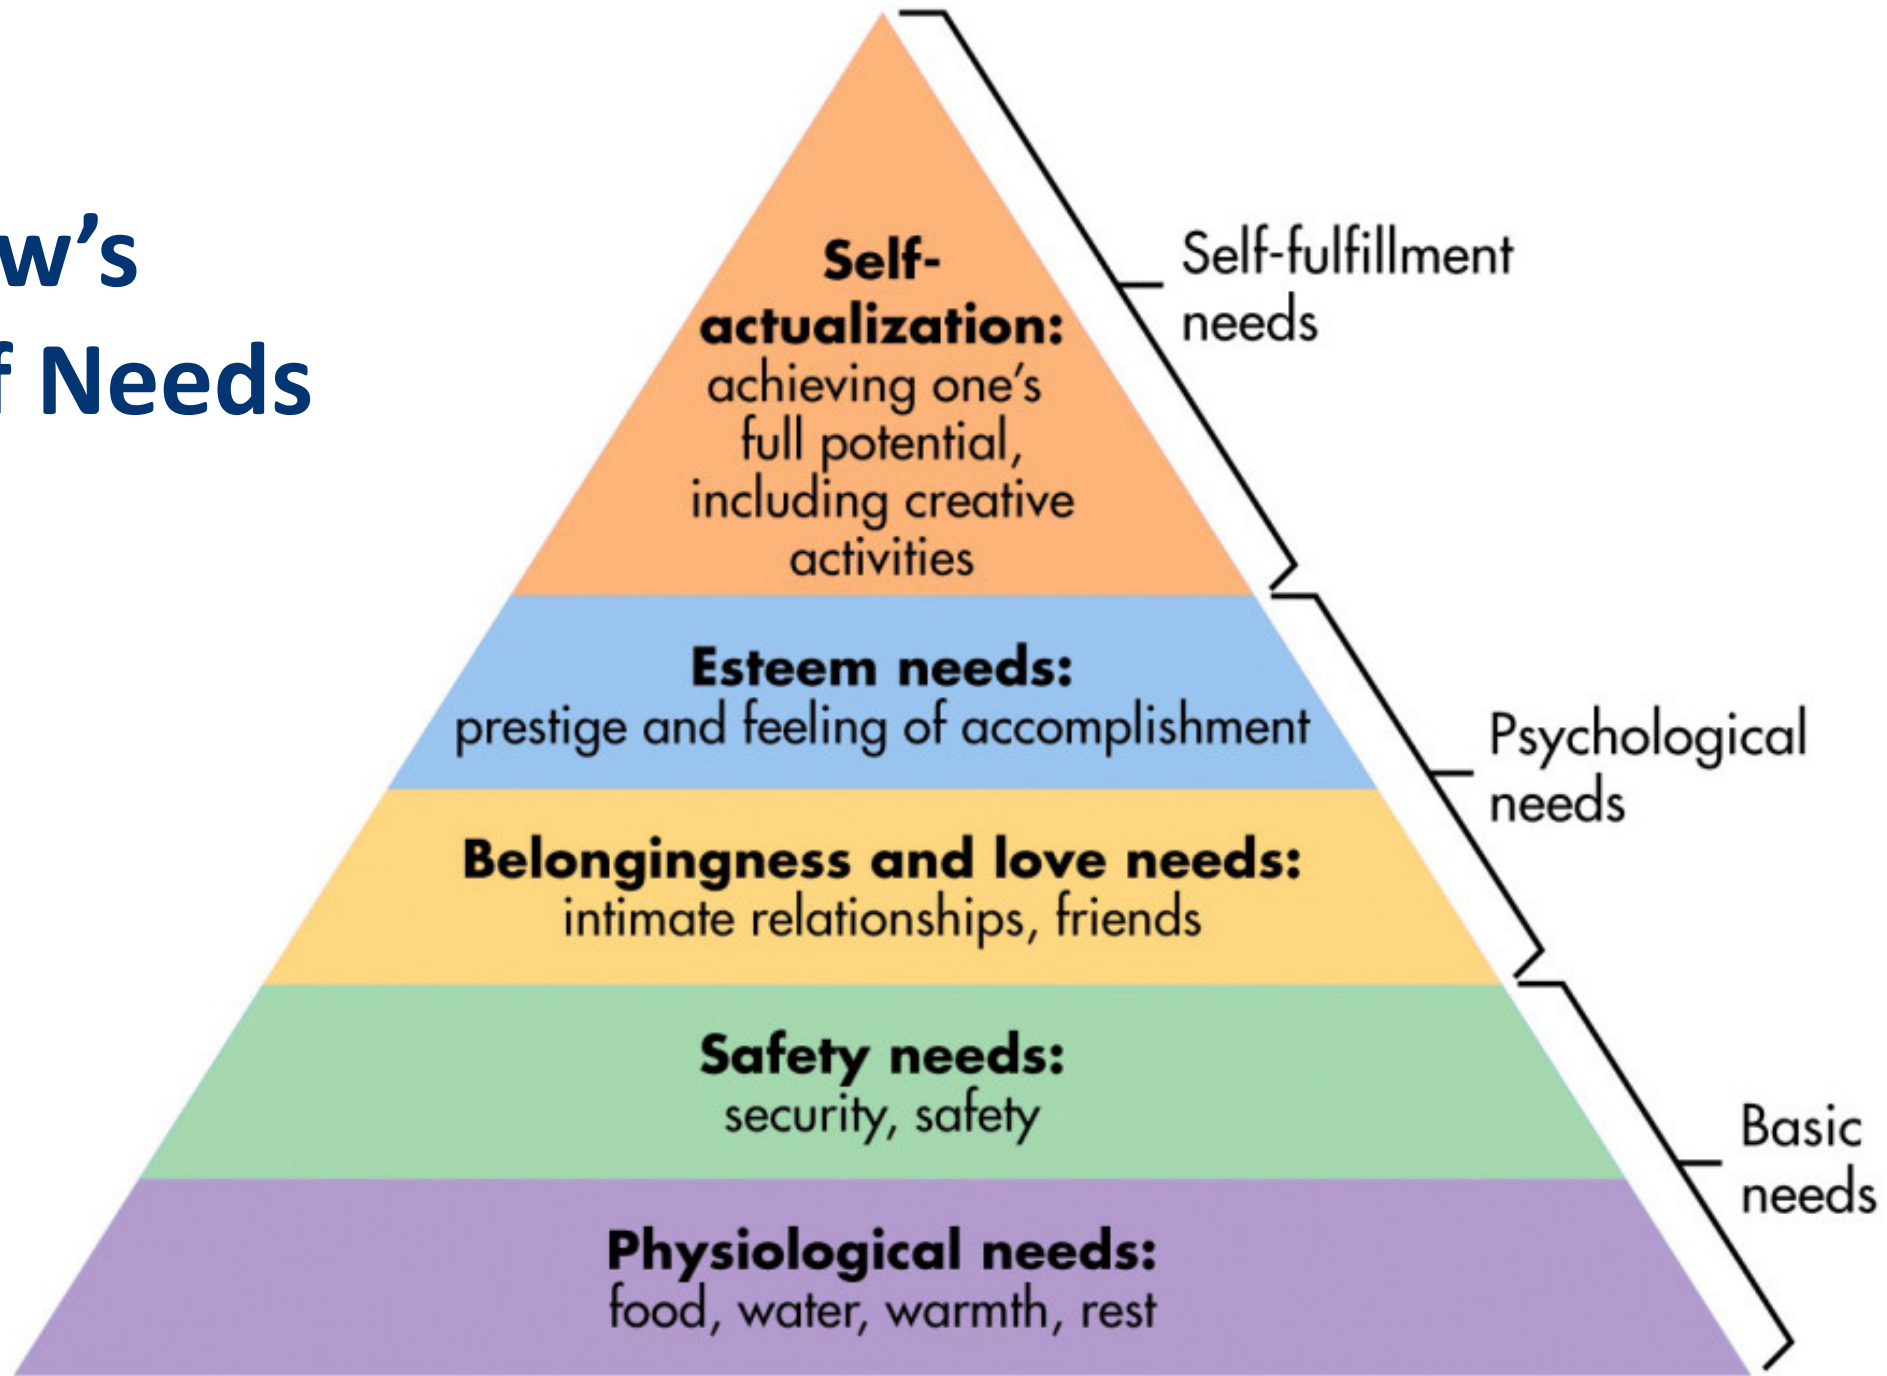 w’s
f Needs
Self-
actualization:
achieving one’s
full potential,
including creative
activities
Self-fulfillment
needs
Esteem needs:
prestige and feeling of accomplishment
Psychological
needs
Belongingness and love needs:
intimate relationships, friends
Safety needs:
security, safety
Basic
needs
Physiological needs:
food, water, warmth, rest